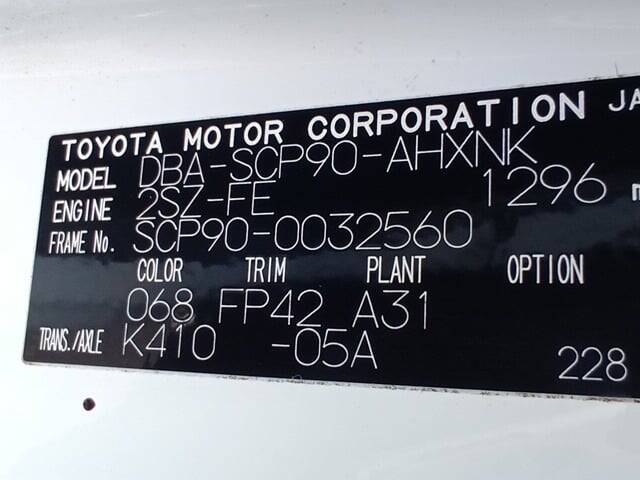 TOYOTA MOTOR CORPORATION JA
MODEL DBA-SCP90-AHXNK
ENGINE 2SZ-FE 1296
FRAME No. SCP90-0032560
COLOR TRIM PLANT OPTION
068 FP42 A31
TRANS./AXLE K410 -05A
228